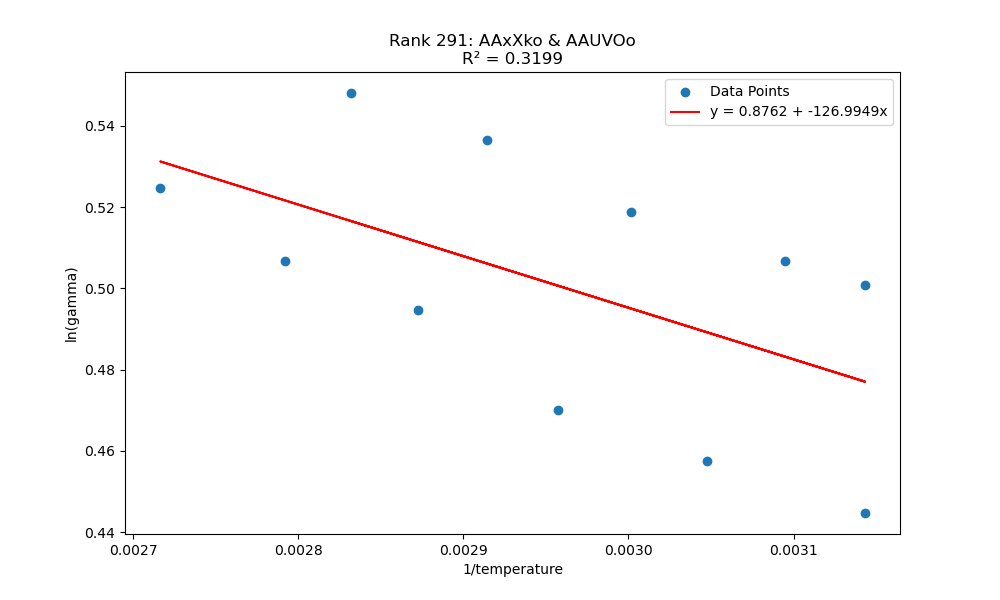 Rank 291: AAxXko & AAUVOo
R² = 0.3199
Data Points
y = 0.8762 + -126.9949x
ln(gamma)
0.54
0.52
0.50
0.48
0.46
0.44
0.0027
0.0028
0.0029
0.0030
0.0031
1/temperature